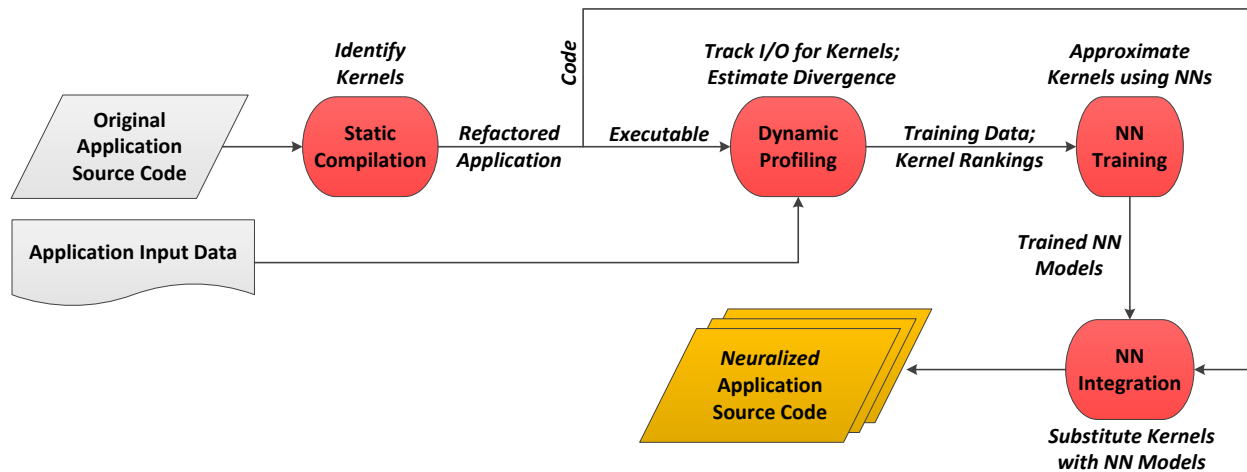 Identify
Kernels
Code
Track I/O for Kernels;
Estimate Divergence
Approximate
Kernels using NNs
Original
Application
Source Code
Static
Compilation
Refactored
Application
Executable
Dynamic
Profiling
Training Data;
Kernel Rankings
NN
Training
Application Input Data
Trained NN
Models
Neuralized
Application
Source Code
NN
Integration
Substitute Kernels
with NN Models